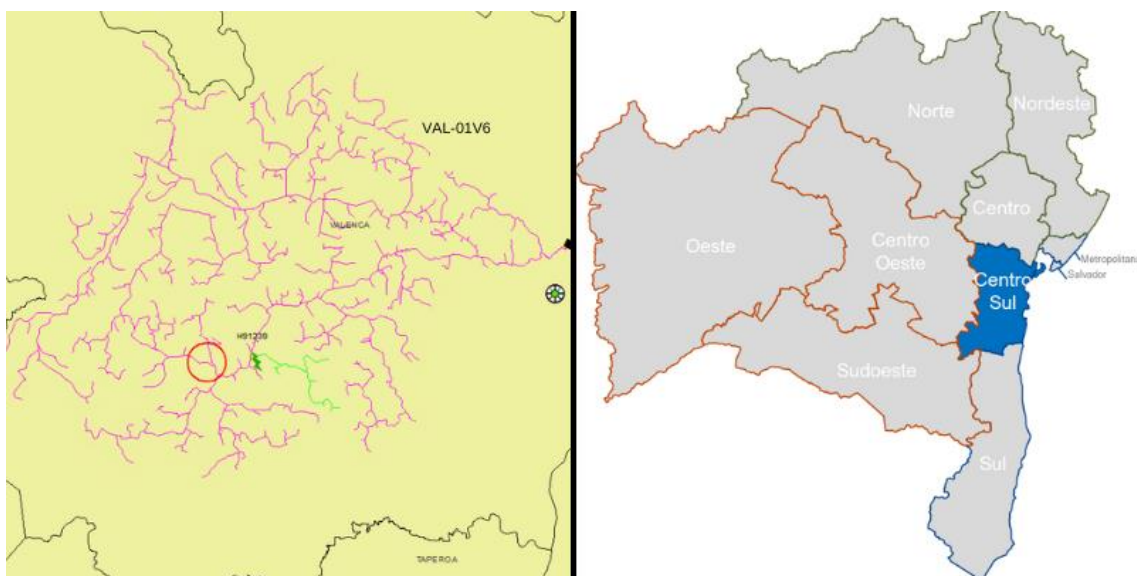 VAL-01V6
VALENCA
H91239
TAPEROA
Norte
Nordeste
Centro
Oeste
Centro
Oeste
Metropolitana
Salvador
Centro
Sul
Sudoeste
Sul